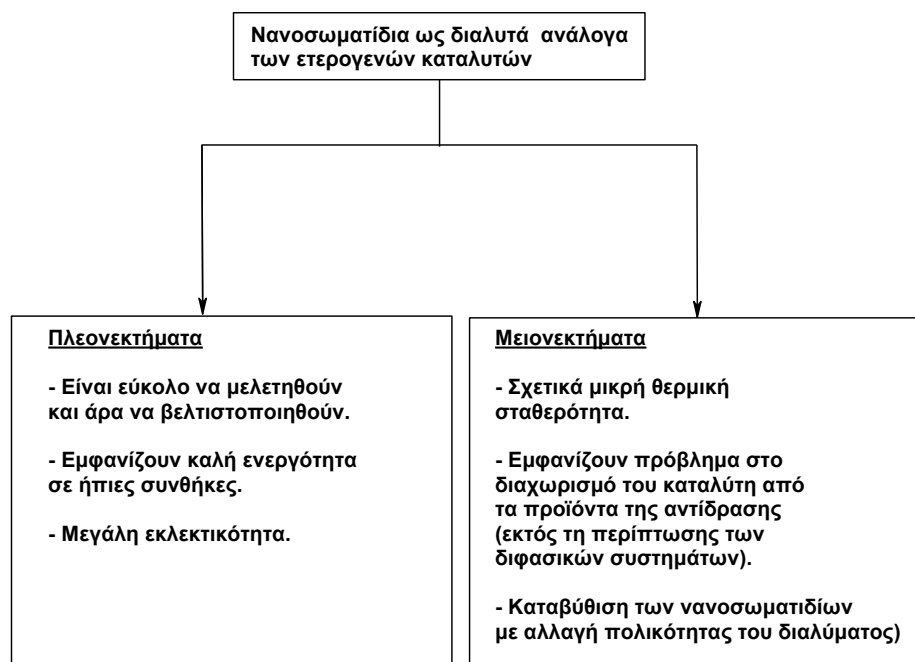 Νανοσωματίδια ως διαλυτά ανάλογα
των ετερογενών καταλυτών
Πλεονεκτήματα
- Είναι εύκολο να μελετηθούν
και άρα να βελτιστοποιηθούν.
- Εμφανίζουν καλή ενεργότητα
σε ήπιες συνθήκες.
- Μεγάλη εκλεκτικότητα.
Μειονεκτήματα
- Σχετικά μικρή θερμική
σταθερότητα.
- Εμφανίζουν πρόβλημα στο
διαχωρισμό του καταλύτη από
τα προϊόντα της αντίδρασης
(εκτός τη περίπτωσης των
διφασικών συστημάτων).
- Καταβύθιση των νανοσωματιδίων
με αλλαγή πολικότητας του διαλύματος)